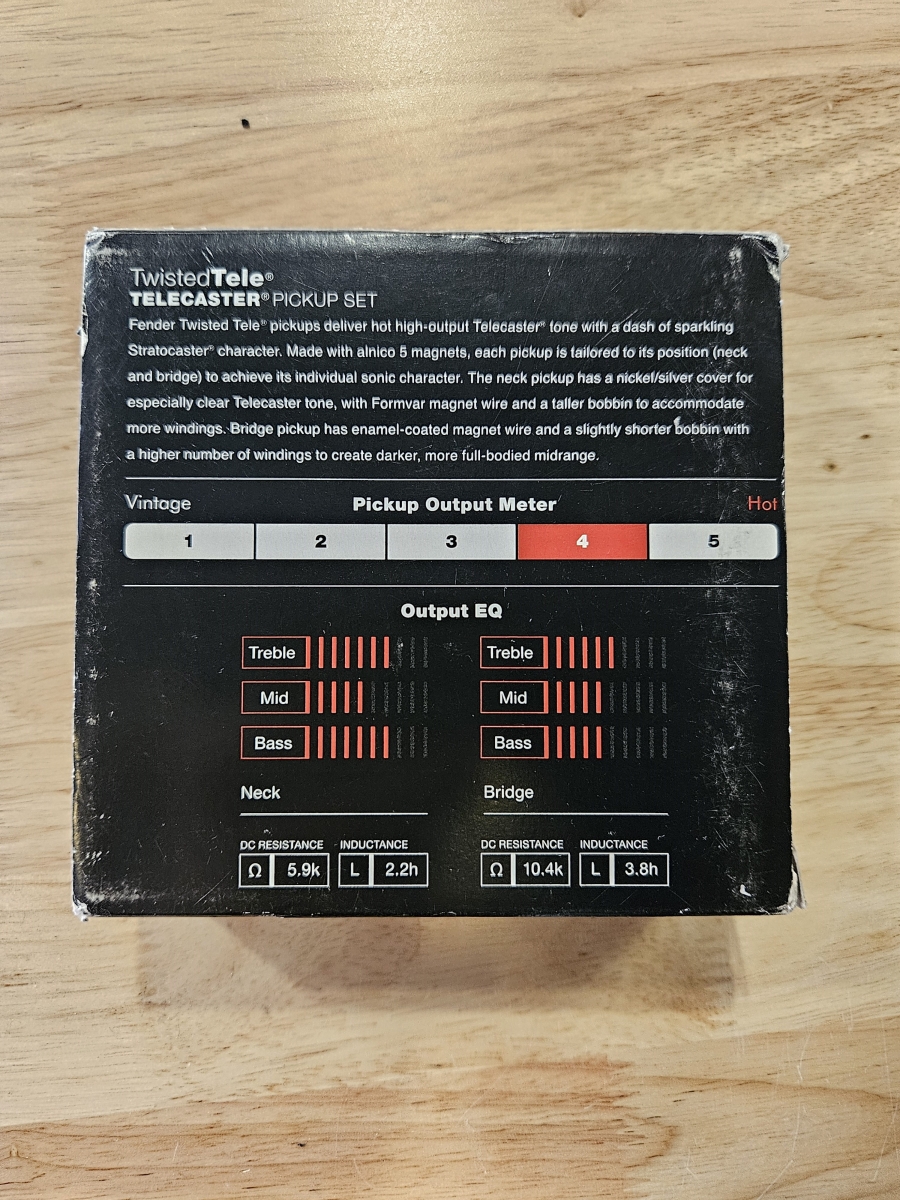 TwistedTele®
TELECASTER® PICKUP SET
Fender Twisted Tele® pickups deliver hot high-output Telecaster® tone with a dash of sparkling
Stratocaster® character. Made with alnico 5 magnets, each pickup is tailored to its position (neck
and bridge) to achieve its individual sonic character. The neck pickup has a nickel/silver cover for
especially clear Telecaster tone, with Formvar magnet wire and a taller bobbin to accommodate
more windings. Bridge pickup has enamel-coated magnet wire and a slightly shorter bobbin with
a higher number of windings to create darker, more full-bodied midrange.
Vintage Pickup Output Meter Hot
1 2 3 4 5
Output EQ
Treble Treble
Mid Mid
Bass Bass
Neck Bridge
DC RESISTANCE INDUCTANCE DC RESISTANCE INDUCTANCE
Ω 5.9k L 2.2h Ω 10.4k L 3.8h